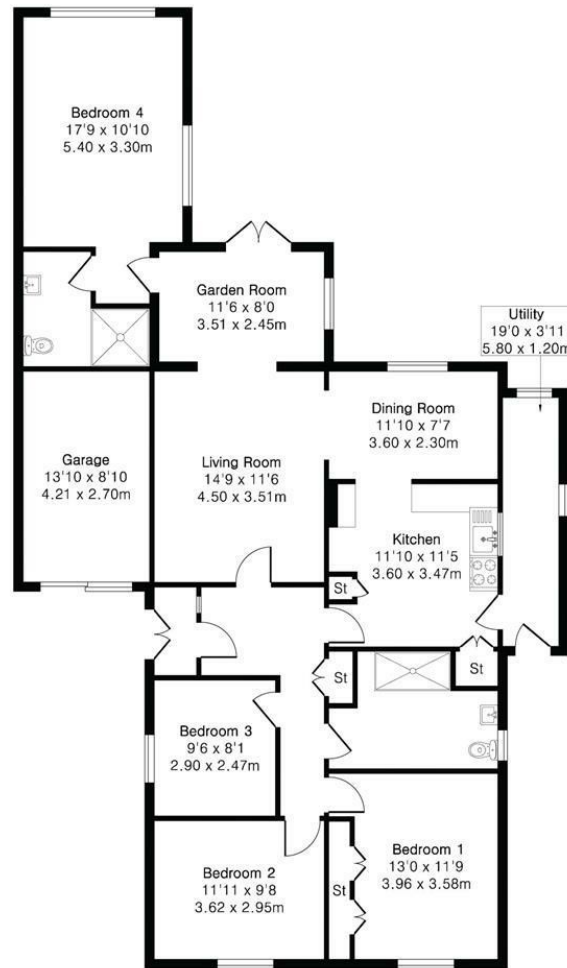 Bedroom 4
17'9 x 10'10
5.40 x 3.30m
Garden Room
11'6 x 8'0
3.51 x 2.45m
Utility
19'0 x 3'11
5.80 x 1.20m
Dining Room
11'10 x 7'7
3.60 x 2.30m
Garage
13'10 x 8'10
4.21 x 2.70m
Living Room
14'9 x 11'6
4.50 x 3.51m
Kitchen
11'10 x 11'5
3.60 x 3.47m
St
St
St
Bedroom 3
9'6 x 8'1
2.90 x 2.47m
Bedroom 2
11'11 x 9'8
3.62 x 2.95m
St
Bedroom 1
13'0 x 11'9
3.96 x 3.58m